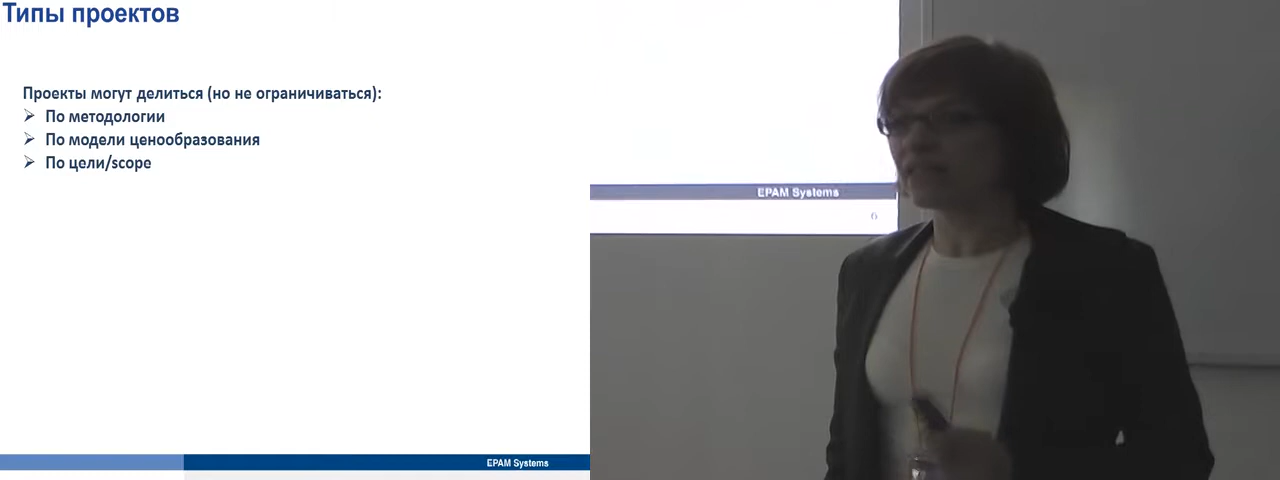 Типы проектов
Проекты могут делиться (но не ограничиваться):
По методологии
По модели ценообразования
По цели/scope
EPAM Systems
EPAM Systems
6